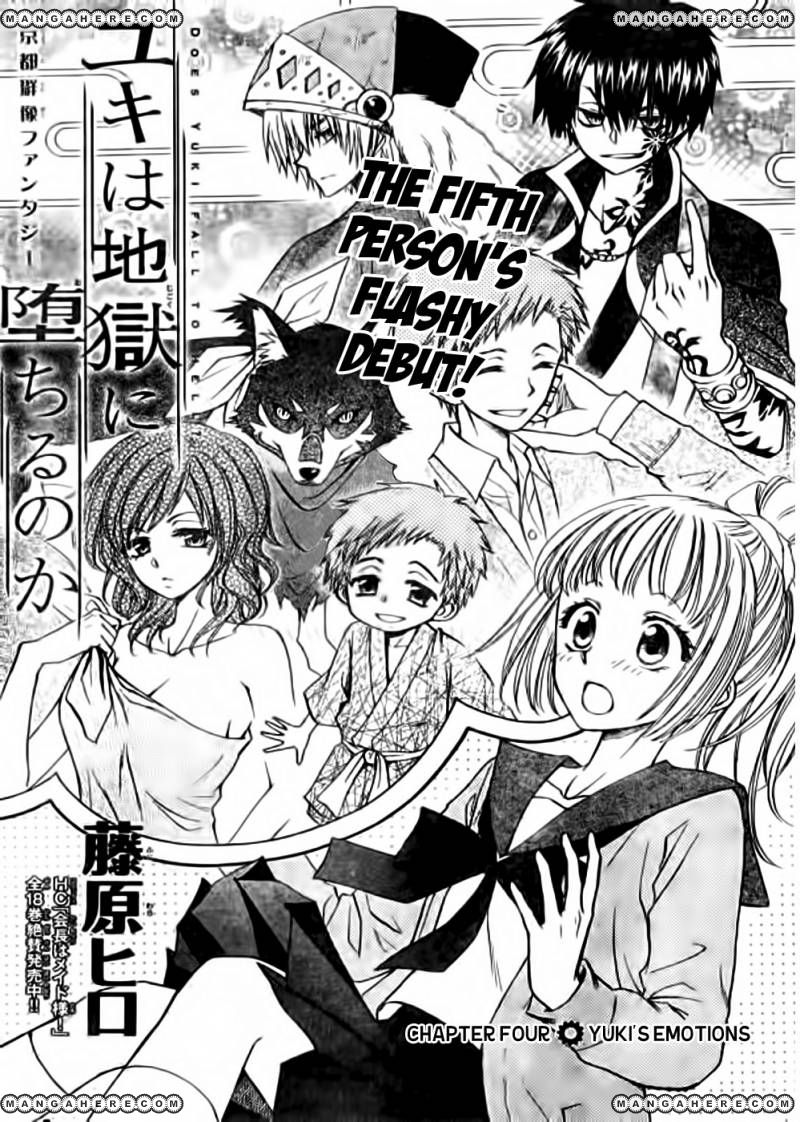 MANGAHERE.COM
MANGAHERE.COM
京都群像ファンタジー
ユキは地獄に
堕ちるのか
DOES YUKI FALL TO HEL
THE FIFTH
PERSON'S
FLASHY
DEBUT!
藤原ヒロ
HC「会長はメイド様!」
全18巻絶賛発売中!!
CHAPTER FOUR YUKI'S EMOTIONS
MANGAHERE.COM
MANGAHERE.COM